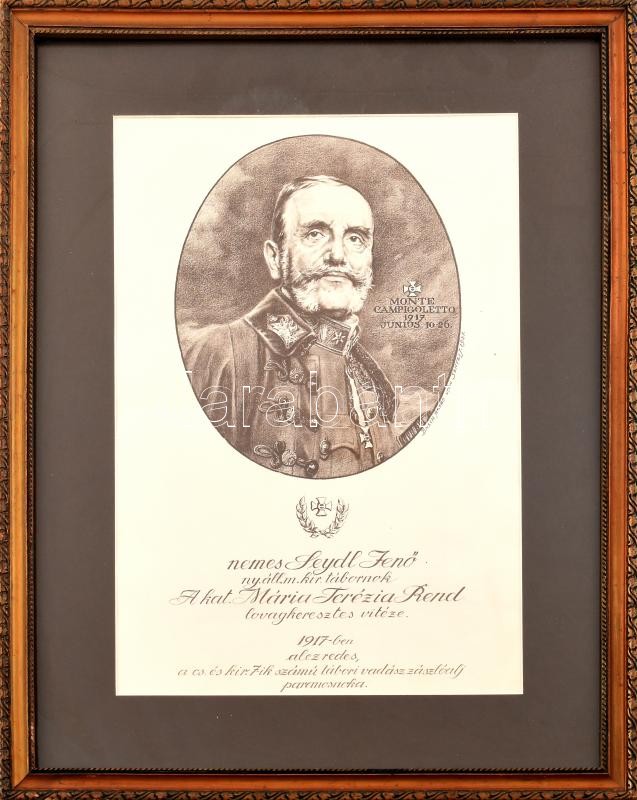 MONTE
CAMPIGOLETTO
1917
JUNIUS 10-26.
Darabanth
nemes Seydl Jenő
ny.áll.m.kir. tábornok
A kat. Mária Terézia Rend
lovagkeresztes vitéze.
1917-ben
alezredes,
a cs. és kir. 7-ik számú tábori vadász zászlóalj
parancsnoka.